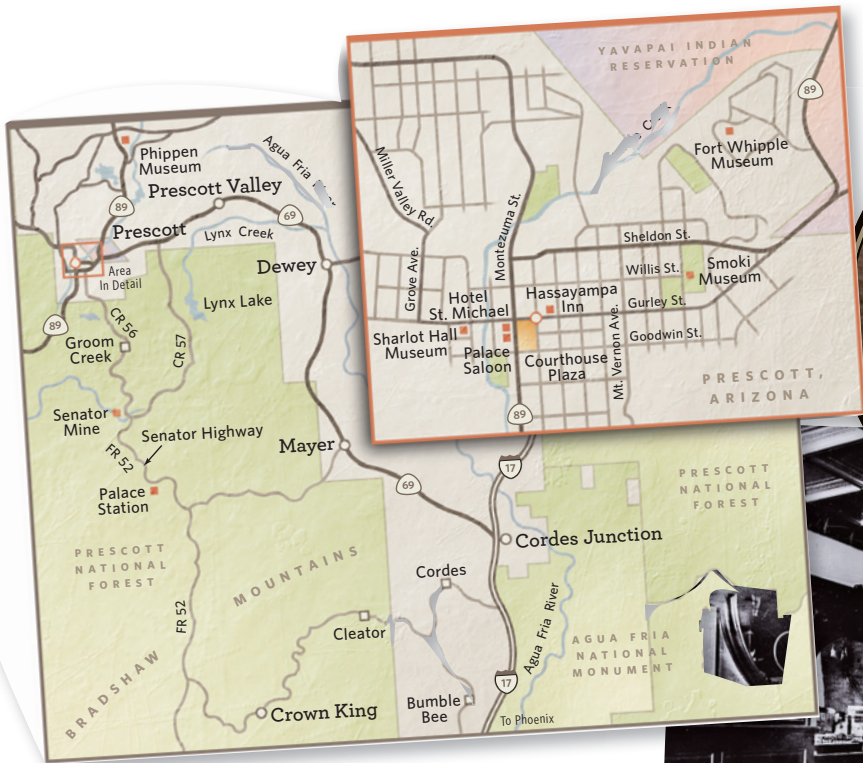 Phippen
Museum
Prescott Valley
89
Prescott
Agua Fria
69
Lynx Creek
Area
In Detail
Dewey
Lynx Lake
89
CR 56
CR 57
Groom
Creek
Senator
Mine
Senator Highway
FR 52
Mayer
Palace
Station
69
17
PRESCOTT
NATIONAL
FOREST
PRESCOTT
NATIONAL
FOREST
Cordes Junction
MOUNTAINS
BRADSHAW
FR 52
Cordes
Cleator
Agua Fria River
AGUA FRIA
NATIONAL
MONUMENT
17
Crown King
Bumble
Bee
To Phoenix
YAVAPAI INDIAN
RESERVATION
89
Fort Whipple
Museum
Miller Valley Rd.
Montezuma St.
Grove Ave.
Sheldon St.
Willis St.
Smoki
Museum
Hotel
St. Michael
Hassayampa
Inn
Gurley St.
Mt. Vernon Ave.
Goodwin St.
Sharlot Hall
Museum
Palace
Saloon
Courthouse
Plaza
89
PRESCOTT,
ARIZONA